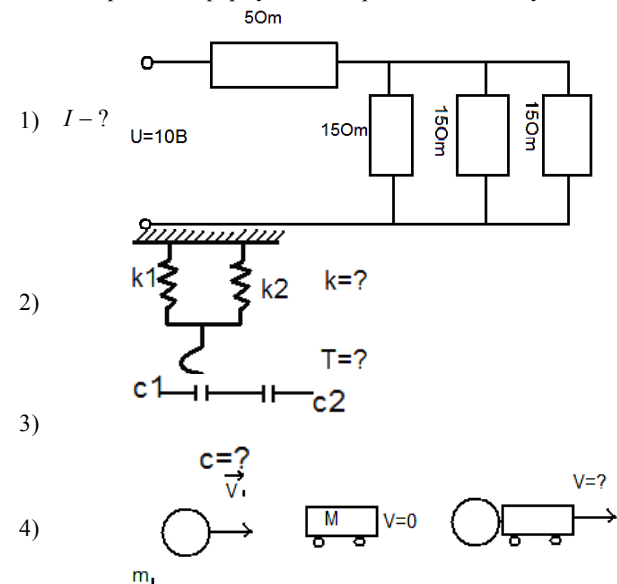 5Om
1) I – ?
U=10B
15Om
15Om
15Om
k1
k2
k=?
2)
T=?
c1
c2
3)
c=?
V₁
V=?
4)
M
V=0
m₁